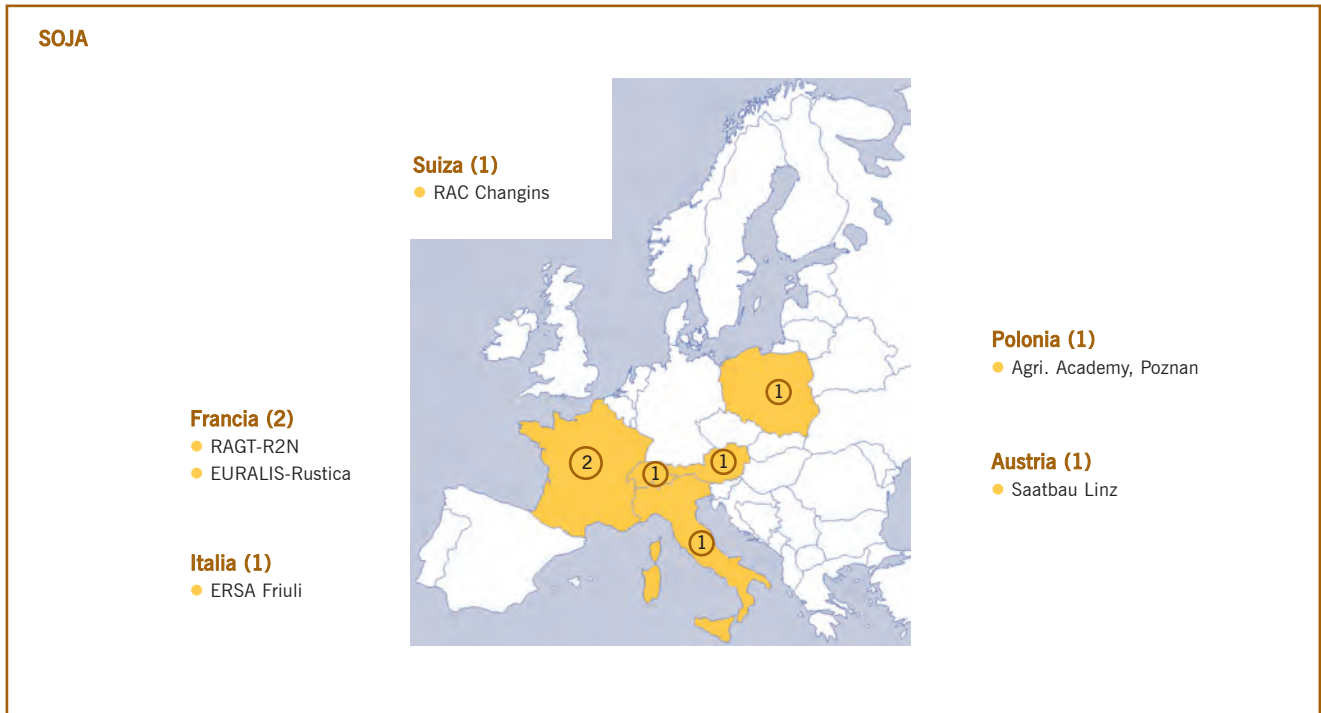 SOJA
Suiza (1)
RAC Changins
Francia (2)
RAGT-R2N
EURALIS-Rustica
Italia (1)
ERSA Friuli
Polonia (1)
Agri. Academy, Poznan
Austria (1)
Saatbau Linz
1
2
1
1
1